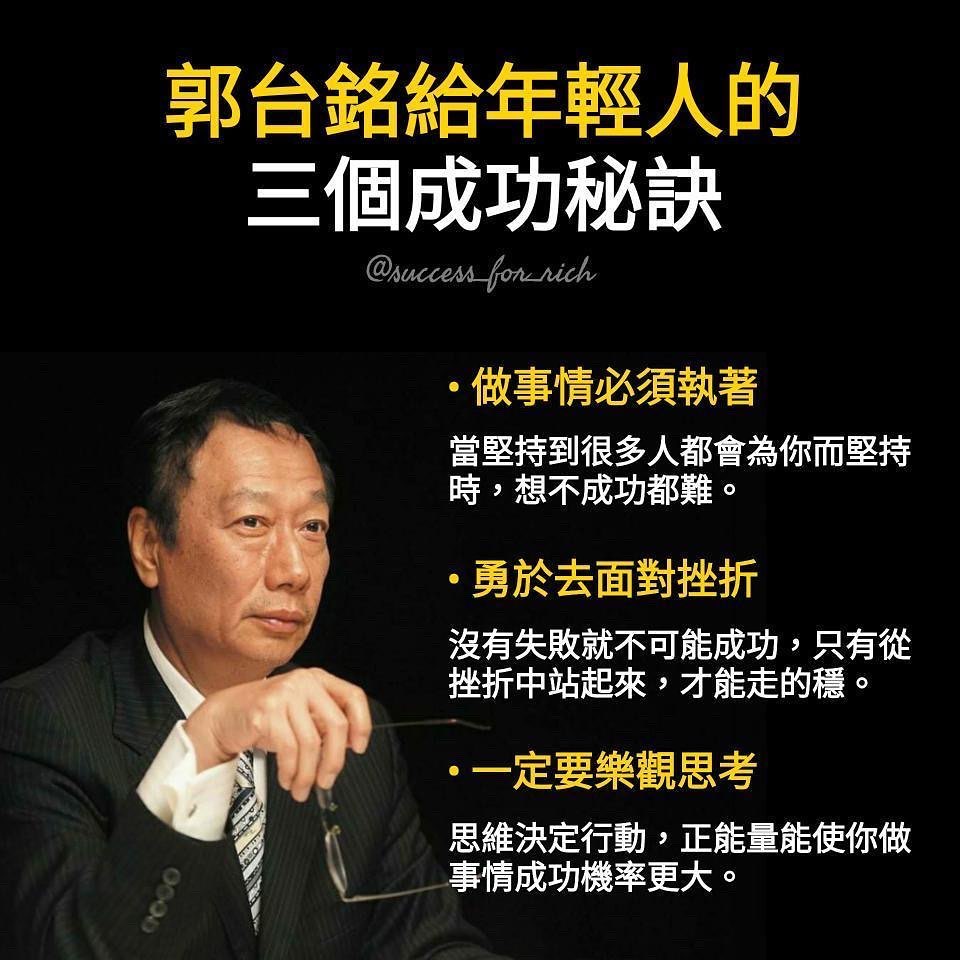 郭台銘給年輕人的
三個成功秘訣
@success_for_rich
• 做事情必須執著
當堅持到很多人都會為你而堅持
時，想不成功都難。
• 勇於去面對挫折
沒有失敗就不可能成功，只有從
挫折中站起來，才能走的穩。
• 一定要樂觀思考
思維決定行動，正能量能使你做
事情成功機率更大。